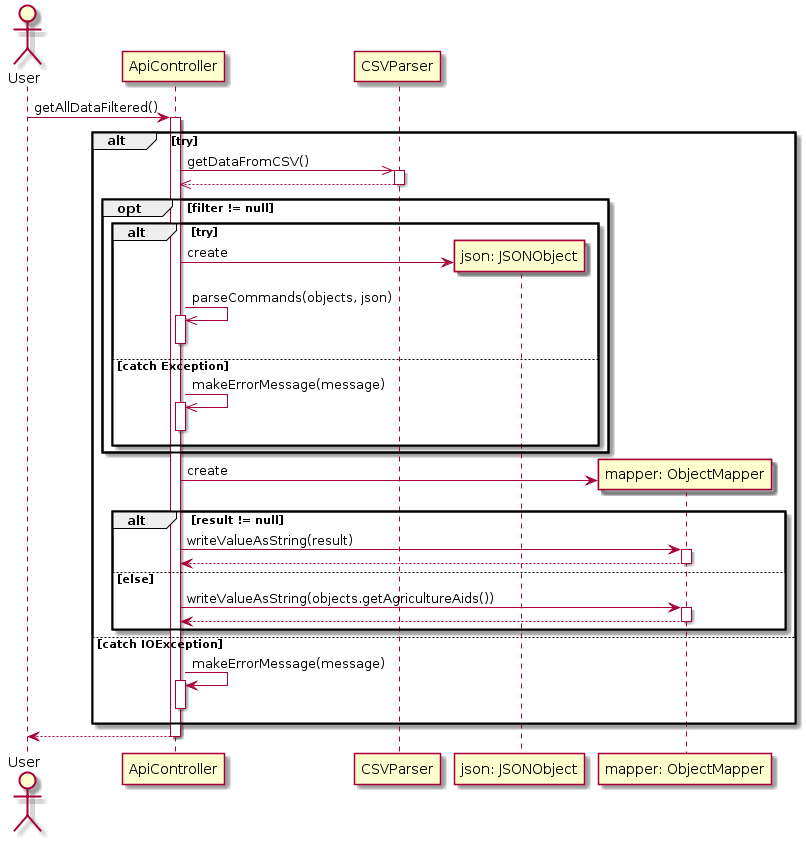 User
ApiController
CSVParser
getAllDataFiltered()
alt
[try]
getDataFromCSV()
opt
[filter != null]
alt
[try]
create
json: JSONObject
parseCommands(objects, json)
[catch Exception]
makeErrorMessage(message)
create
mapper: ObjectMapper
alt
[result != null]
writeValueAsString(result)
[else]
writeValueAsString(objects.getAgricultureAids())
[catch IOException]
makeErrorMessage(message)
User
ApiController
CSVParser
json: JSONObject
mapper: ObjectMapper